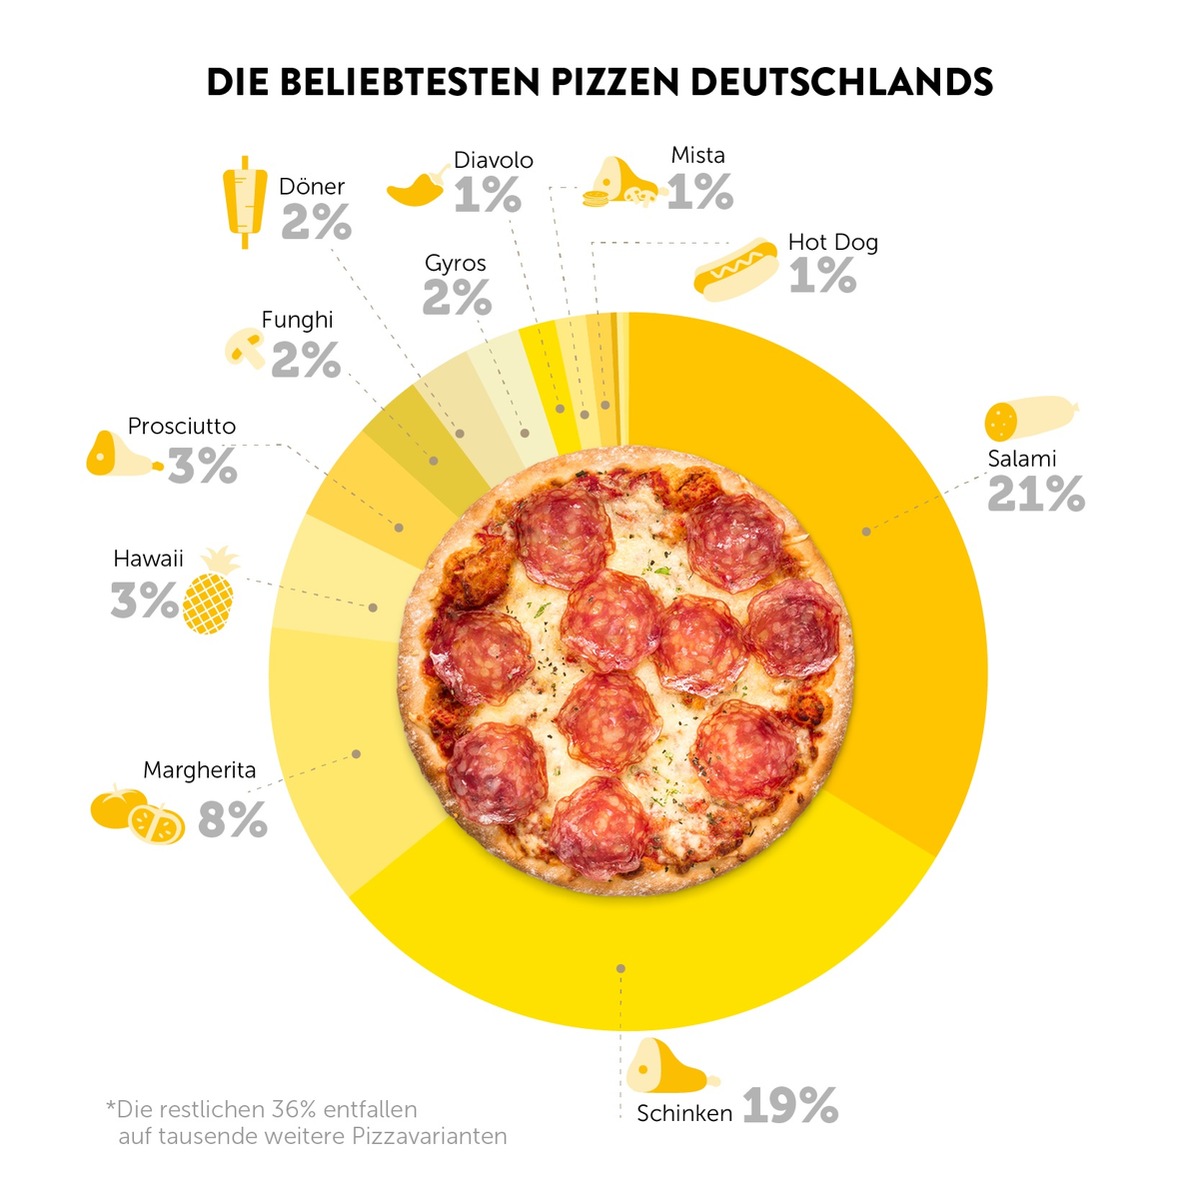 DIE BELIEBTESTEN PIZZEN DEUTSCHLANDS
Döner
2%
Diavolo
1%
Mista
1%
Hot Dog
1%
Gyros
2%
Funghi
2%
Prosciutto
3%
Hawaii
3%
Margherita
8%
Salami
21%
Schinken 19%
*Die restlichen 36% entfallen
auf tausende weitere Pizzavarianten